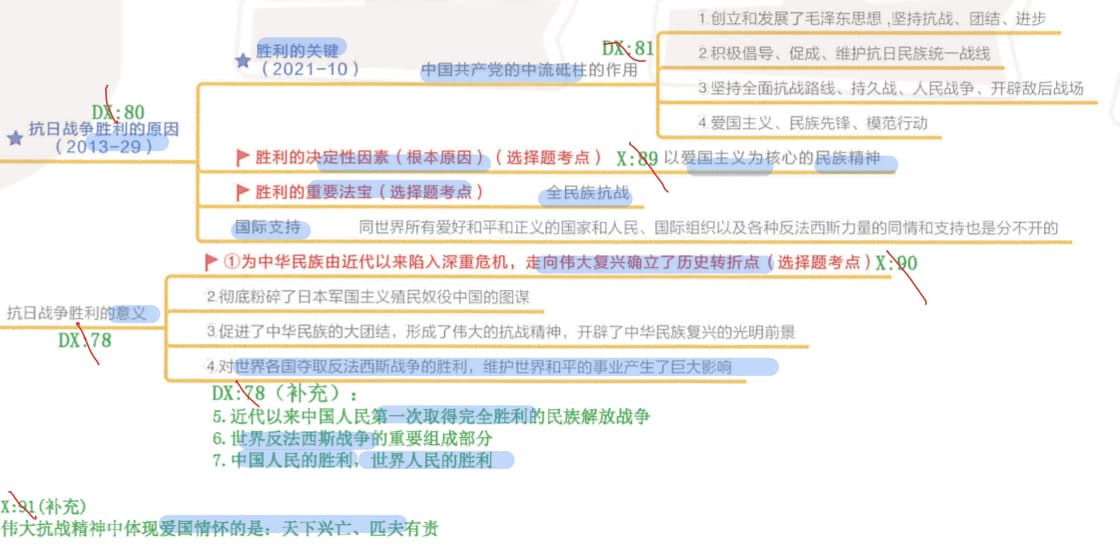 胜利的关键
（2021-10）
中国共产党的中流砥柱的作用
DX:81
1.创立和发展了毛泽东思想,坚持抗战、团结、进步
2.积极倡导、促成、维护抗日民族统一战线
3.坚持全面抗战路线、持久战、人民战争、开辟敌后战场
4.爱国主义、民族先锋、模范行动
DX:80
抗日战争胜利的原因
（2013-29）
胜利的决定性因素（根本原因）（选择题考点） X:89 以爱国主义为核心的民族精神
胜利的重要法宝（选择题考点） 全民族抗战
国际支持 同世界所有爱好和平和正义的国家和人民、国际组织以及各种反法西斯力量的同情和支持也是分不开的
①为中华民族由近代以来陷入深重危机，走向伟大复兴确立了历史转折点（选择题考点）X:90
2.彻底粉碎了日本军国主义殖民奴役中国的图谋
抗日战争胜利的意义
DX:78
3.促进了中华民族的大团结，形成了伟大的抗战精神，开辟了中华民族复兴的光明前景
4.对世界各国夺取反法西斯战争的胜利，维护世界和平的事业产生了巨大影响
DX:78（补充）：
5.近代以来中国人民第一次取得完全胜利的民族解放战争
6.世界反法西斯战争的重要组成部分
7.中国人民的胜利，世界人民的胜利
X:91(补充)
伟大抗战精神中体现爱国情怀的是：天下兴亡、匹夫有责